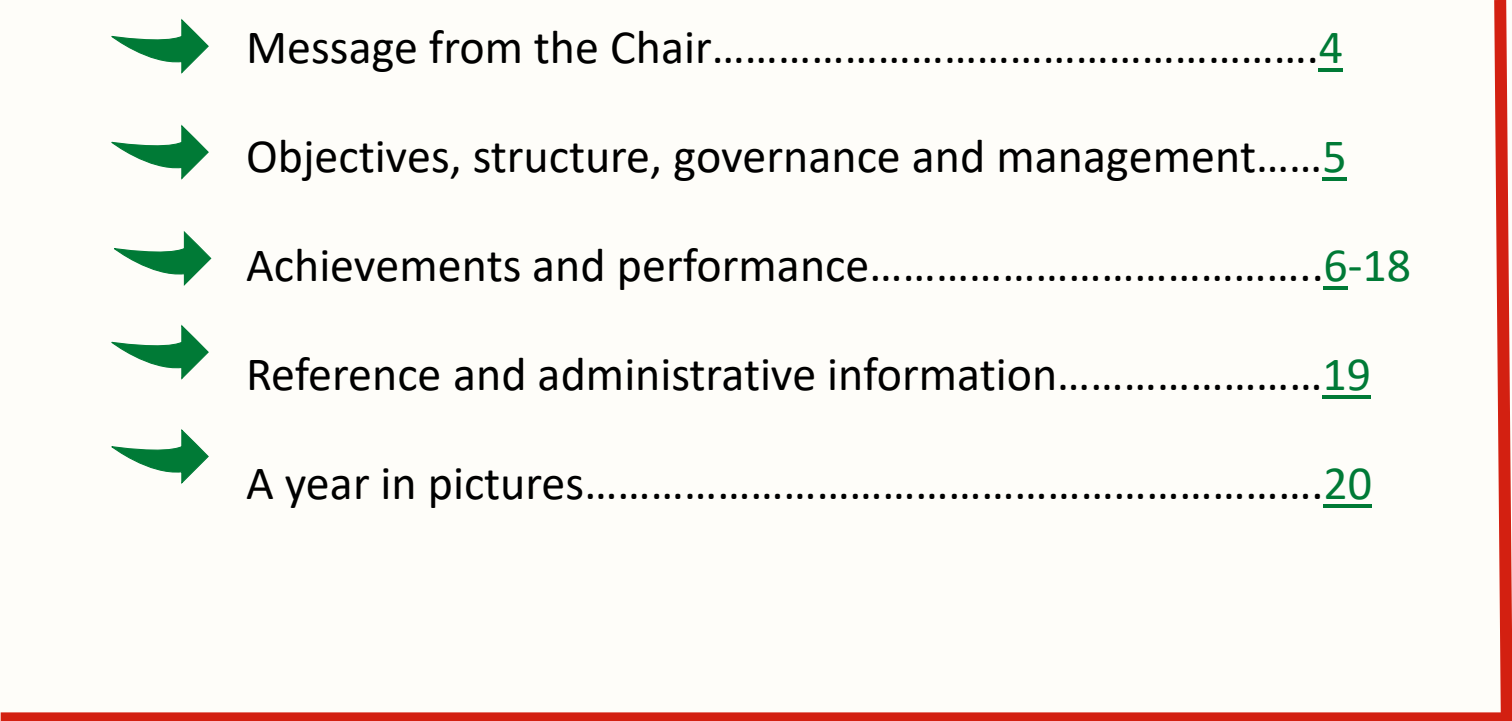 Message from the Chair……………………………………………….4
Objectives, structure, governance and management……5
Achievements and performance…………………………………..6-18
Reference and administrative information……………………19
A year in pictures………………………………………………………….20